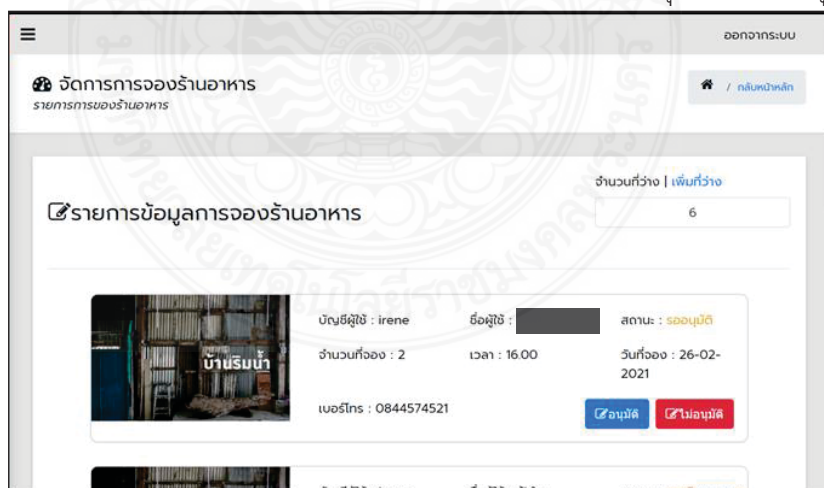 ออกจากระบบ
จัดการการจองร้านอาหาร
/ กลับหน้าหลัก
รายการการของร้านอาหาร
จำนวนที่ว่าง | เพิ่มที่ว่าง
รายการข้อมูลการจองร้านอาหาร
6
บัญชีผู้ใช้ : irene
ชื่อผู้ใช้ :
สถานะ : รออนุมัติ
บ้านริมน้ำ
จำนวนที่จอง : 2
เวลา : 16.00
วันที่จอง : 26-02-
2021
เบอร์โทร : 0844574521
อนุมัติ
ไม่อนุมัติ